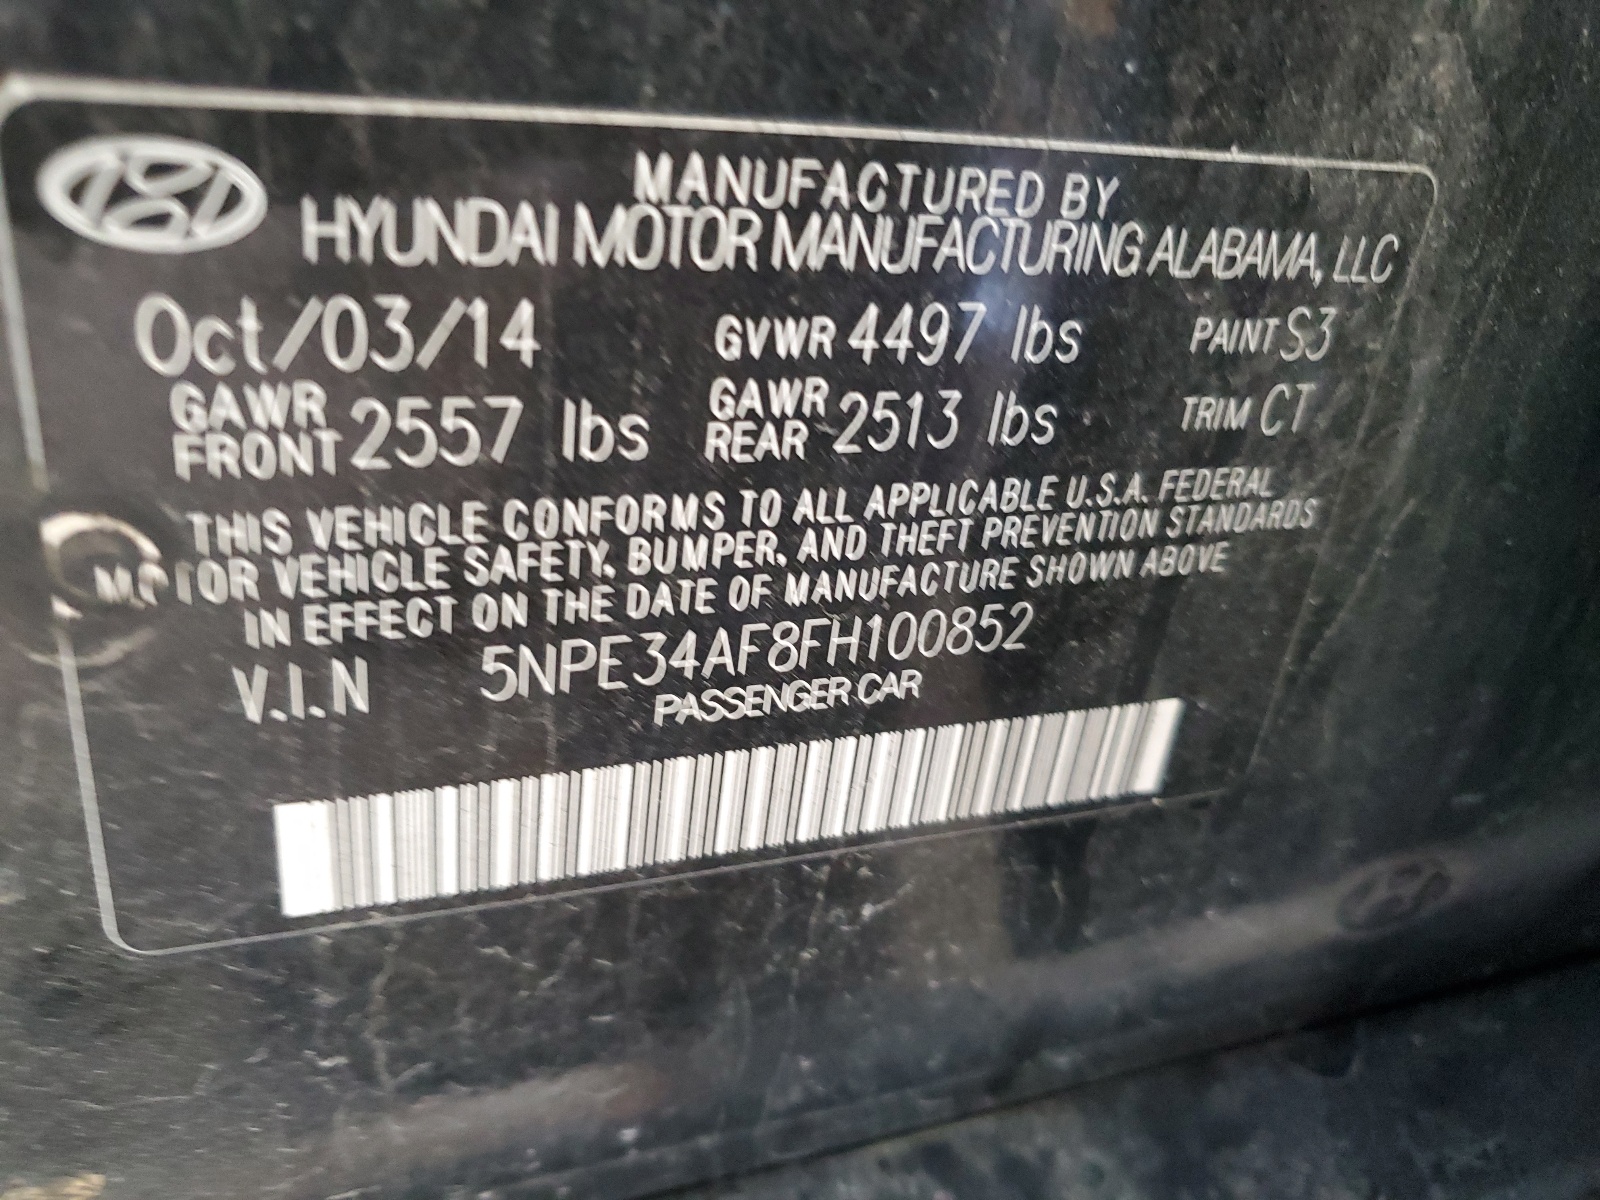 MANUFACTURED BY
HYUNDAI MOTOR MANUFACTURING ALABAMA, LLC
Oct/03/14 GVWR 4497 lbs PAINT S3
GAWR FRONT 2557 lbs GAWR REAR 2513 lbs TRIM CT
THIS VEHICLE CONFORMS TO ALL APPLICABLE U.S.A. FEDERAL
MOTOR VEHICLE SAFETY, BUMPER, AND THEFT PREVENTION STANDARDS
IN EFFECT ON THE DATE OF MANUFACTURE SHOWN ABOVE
V.I.N 5NPE34AF8FH100852
PASSENGER CAR